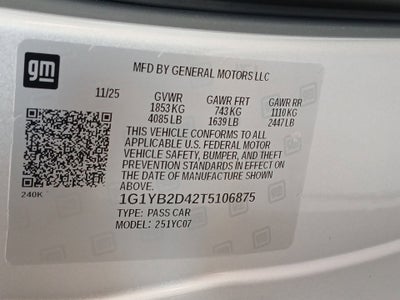 gm
MFD BY GENERAL MOTORS LLC
11/25 GVWR GAWR FRT GAWR RR
1853 KG 743 KG 1110 KG
4085 LB 1639 LB 2447 LB
THIS VEHICLE CONFORMS TO ALL
APPLICABLE U.S. FEDERAL MOTOR
VEHICLE SAFETY, BUMPER, AND THEFT
PREVENTION STANDARDS IN EFFECT ON
THE DATE OF MANUFACTURE SHOWN ABOVE.
240K
1G1YB2D42T5106875
TYPE: PASS CAR
MODEL: 251YC07